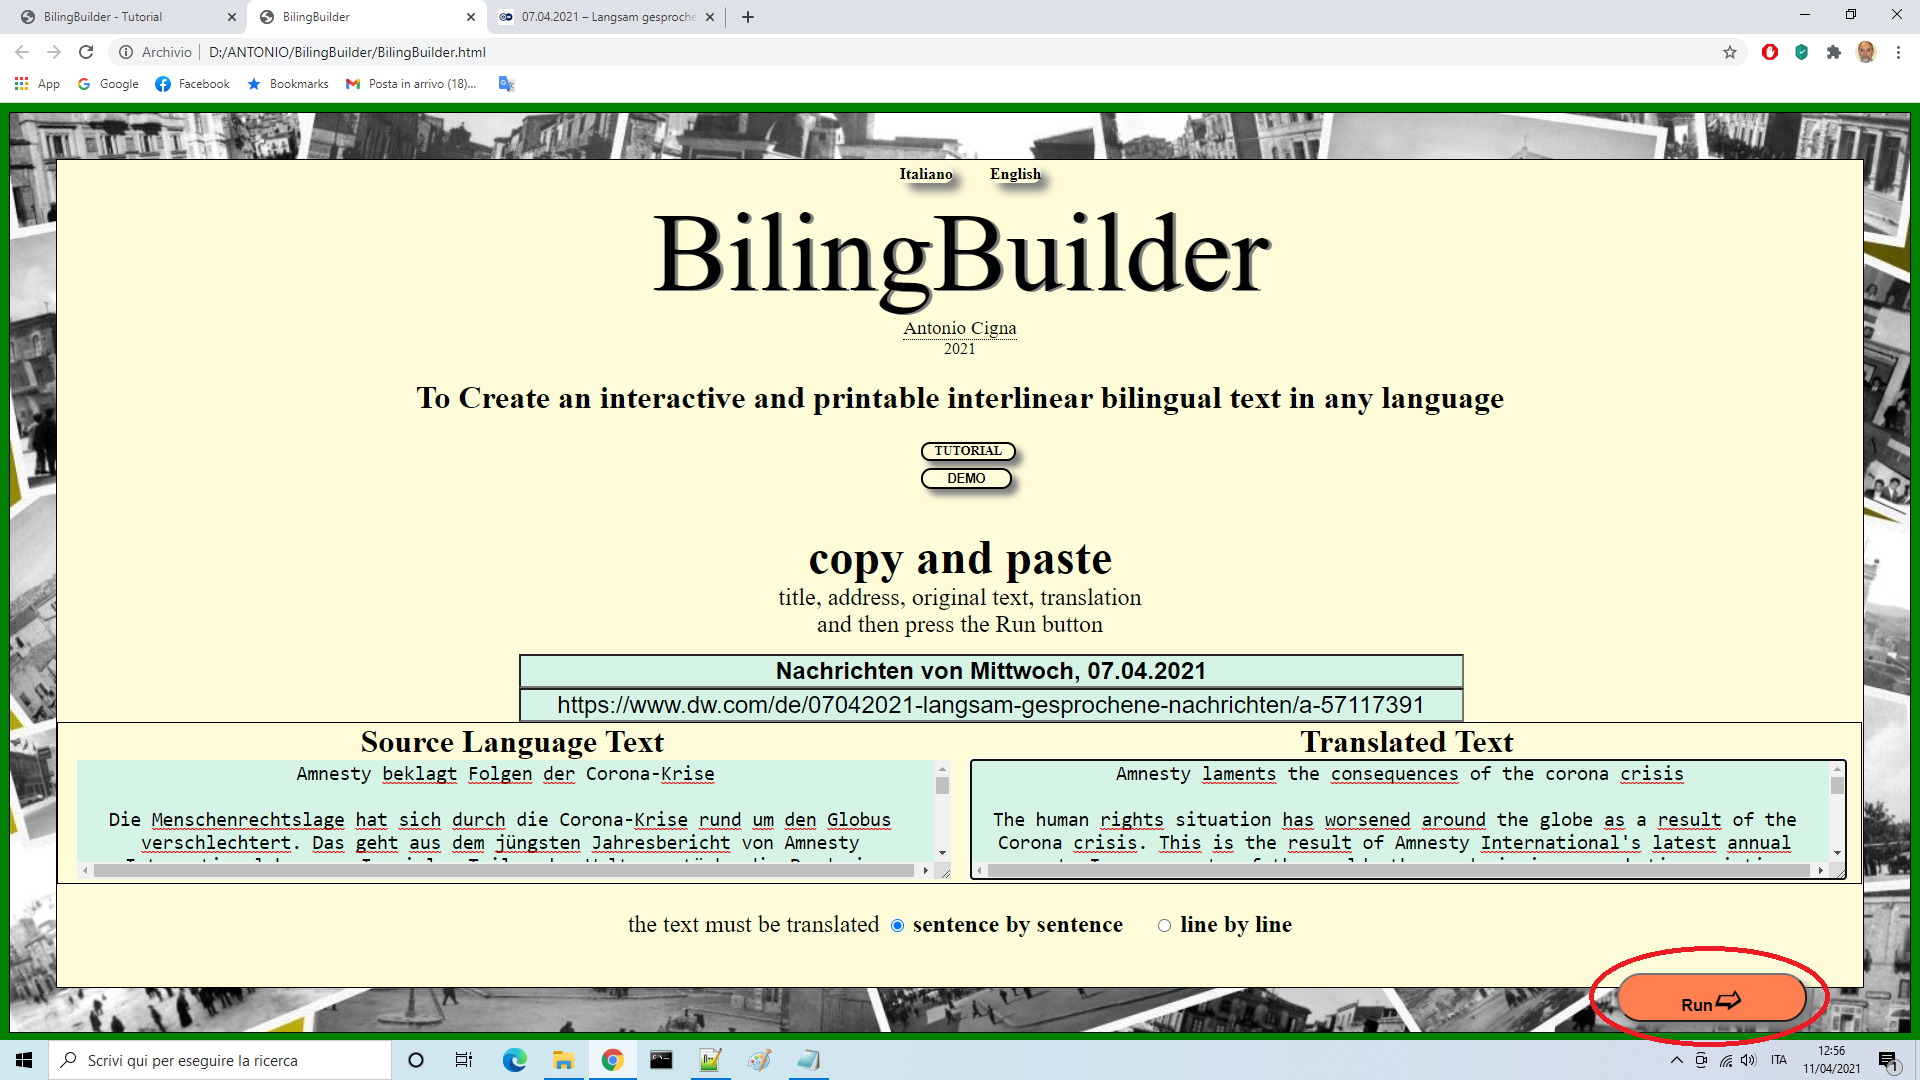 BilingBuilder - Tutorial
BilingBuilder
07.04.2021 – Langsam gesproche
Archivio
D:/ANTONIO/BilingBuilder/BilingBuilder.html
App
Google
Facebook
Bookmarks
Posta in arrivo (18)...
Italiano English
BilingBuilder
Antonio Cigna
2021
To Create an interactive and printable interlinear bilingual text in any language
TUTORIAL
DEMO
copy and paste
title, address, original text, translation
and then press the Run button
Nachrichten von Mittwoch, 07.04.2021
https://www.dw.com/de/07042021-langsam-gesprochene-nachrichten/a-57117391
Source Language Text
Amnesty beklagt Folgen der Corona-Krise
Die Menschenrechtslage hat sich durch die Corona-Krise rund um den Globus
verschlechtert. Das geht aus dem jüngsten Jahresbericht von Amnesty
Translated Text
Amnesty laments the consequences of the corona crisis
The human rights situation has worsened around the globe as a result of the
Corona crisis. This is the result of Amnesty International's latest annual
the text must be translated sentence by sentence line by line
Run
Scrivi qui per eseguire la ricerca
ITA
12:56
11/04/2021
1